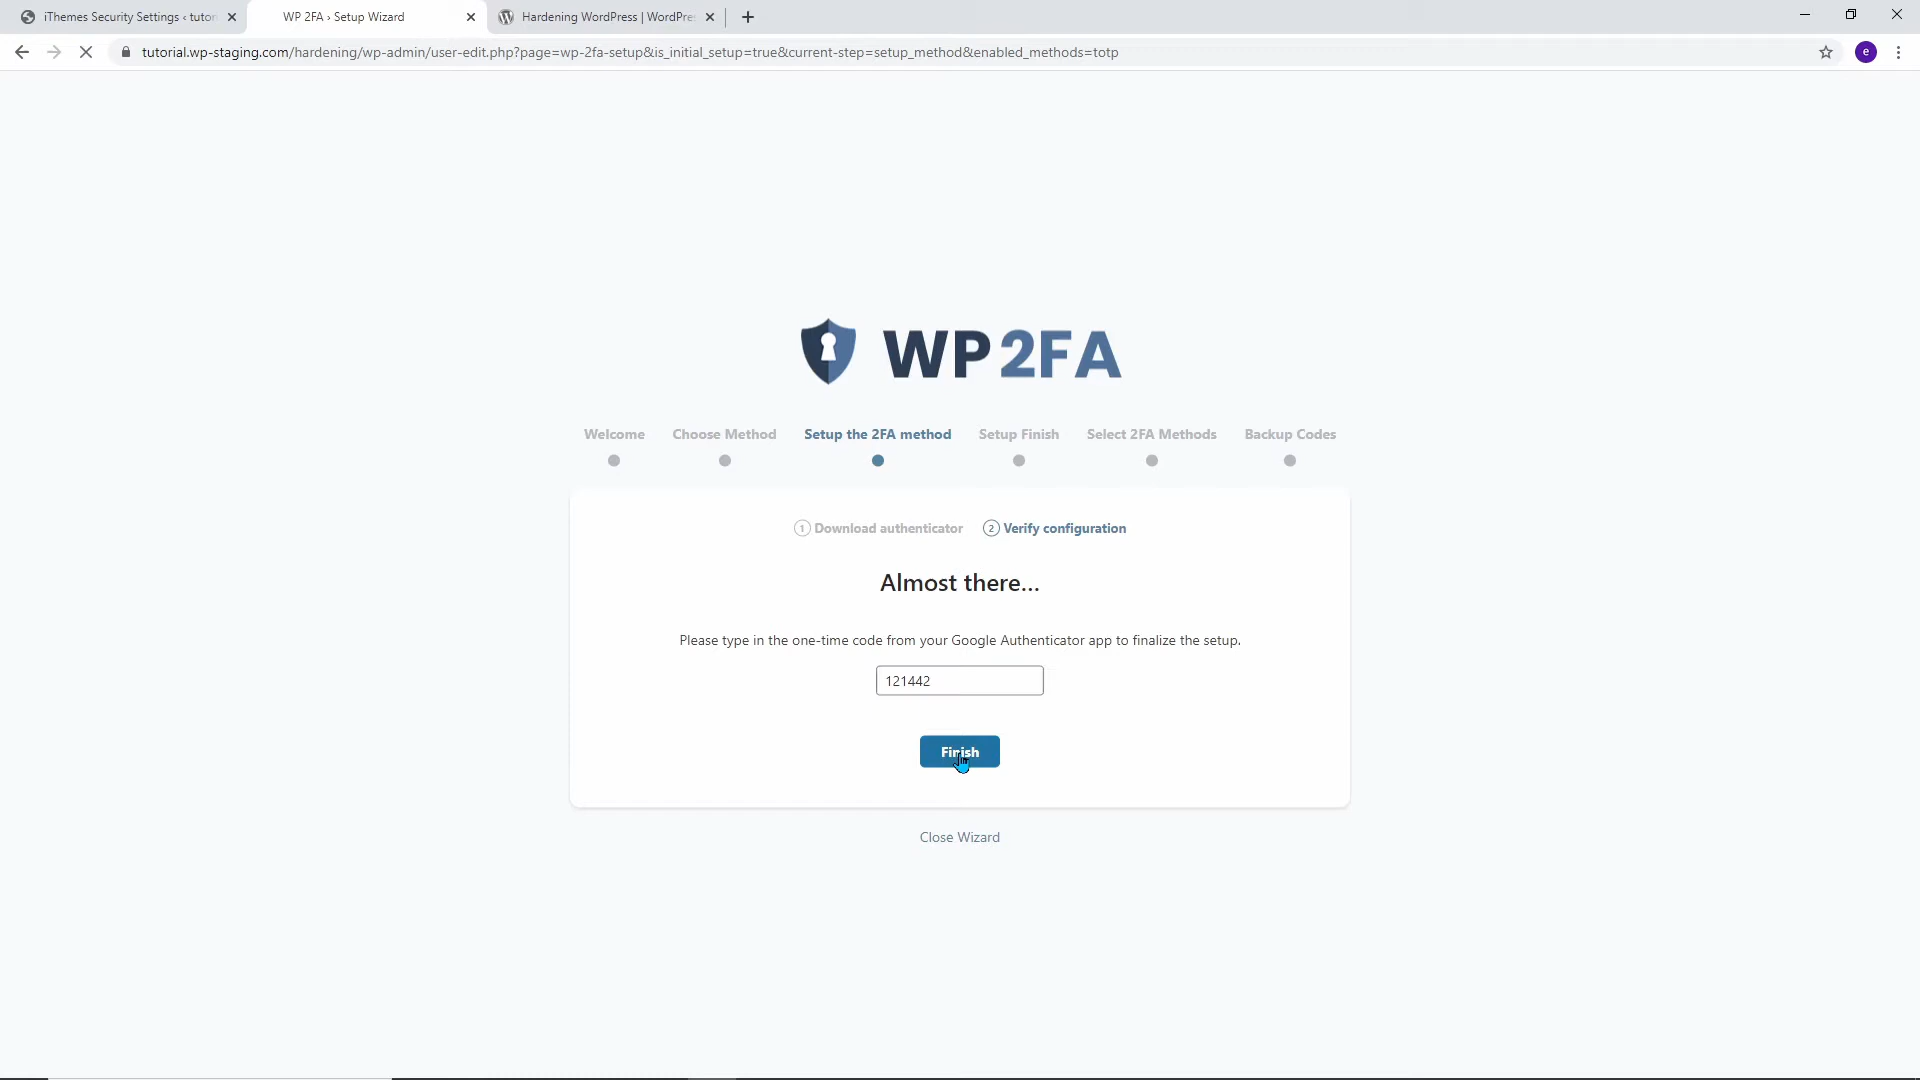 iThemes Security Settings ‹ tutor
WP 2FA › Setup Wizard
Hardening WordPress | WordPre
tutorial.wp-staging.com/hardening/wp-admin/user-edit.php?page=wp-2fa-setup&is_initial_setup=true&current-step=setup_method&enabled_methods=totp
e
WP 2FA
Welcome
Choose Method
Setup the 2FA method
Setup Finish
Select 2FA Methods
Backup Codes
1 Download authenticator
2 Verify configuration
Almost there...
Please type in the one-time code from your Google Authenticator app to finalize the setup.
121442
Finish
Close Wizard